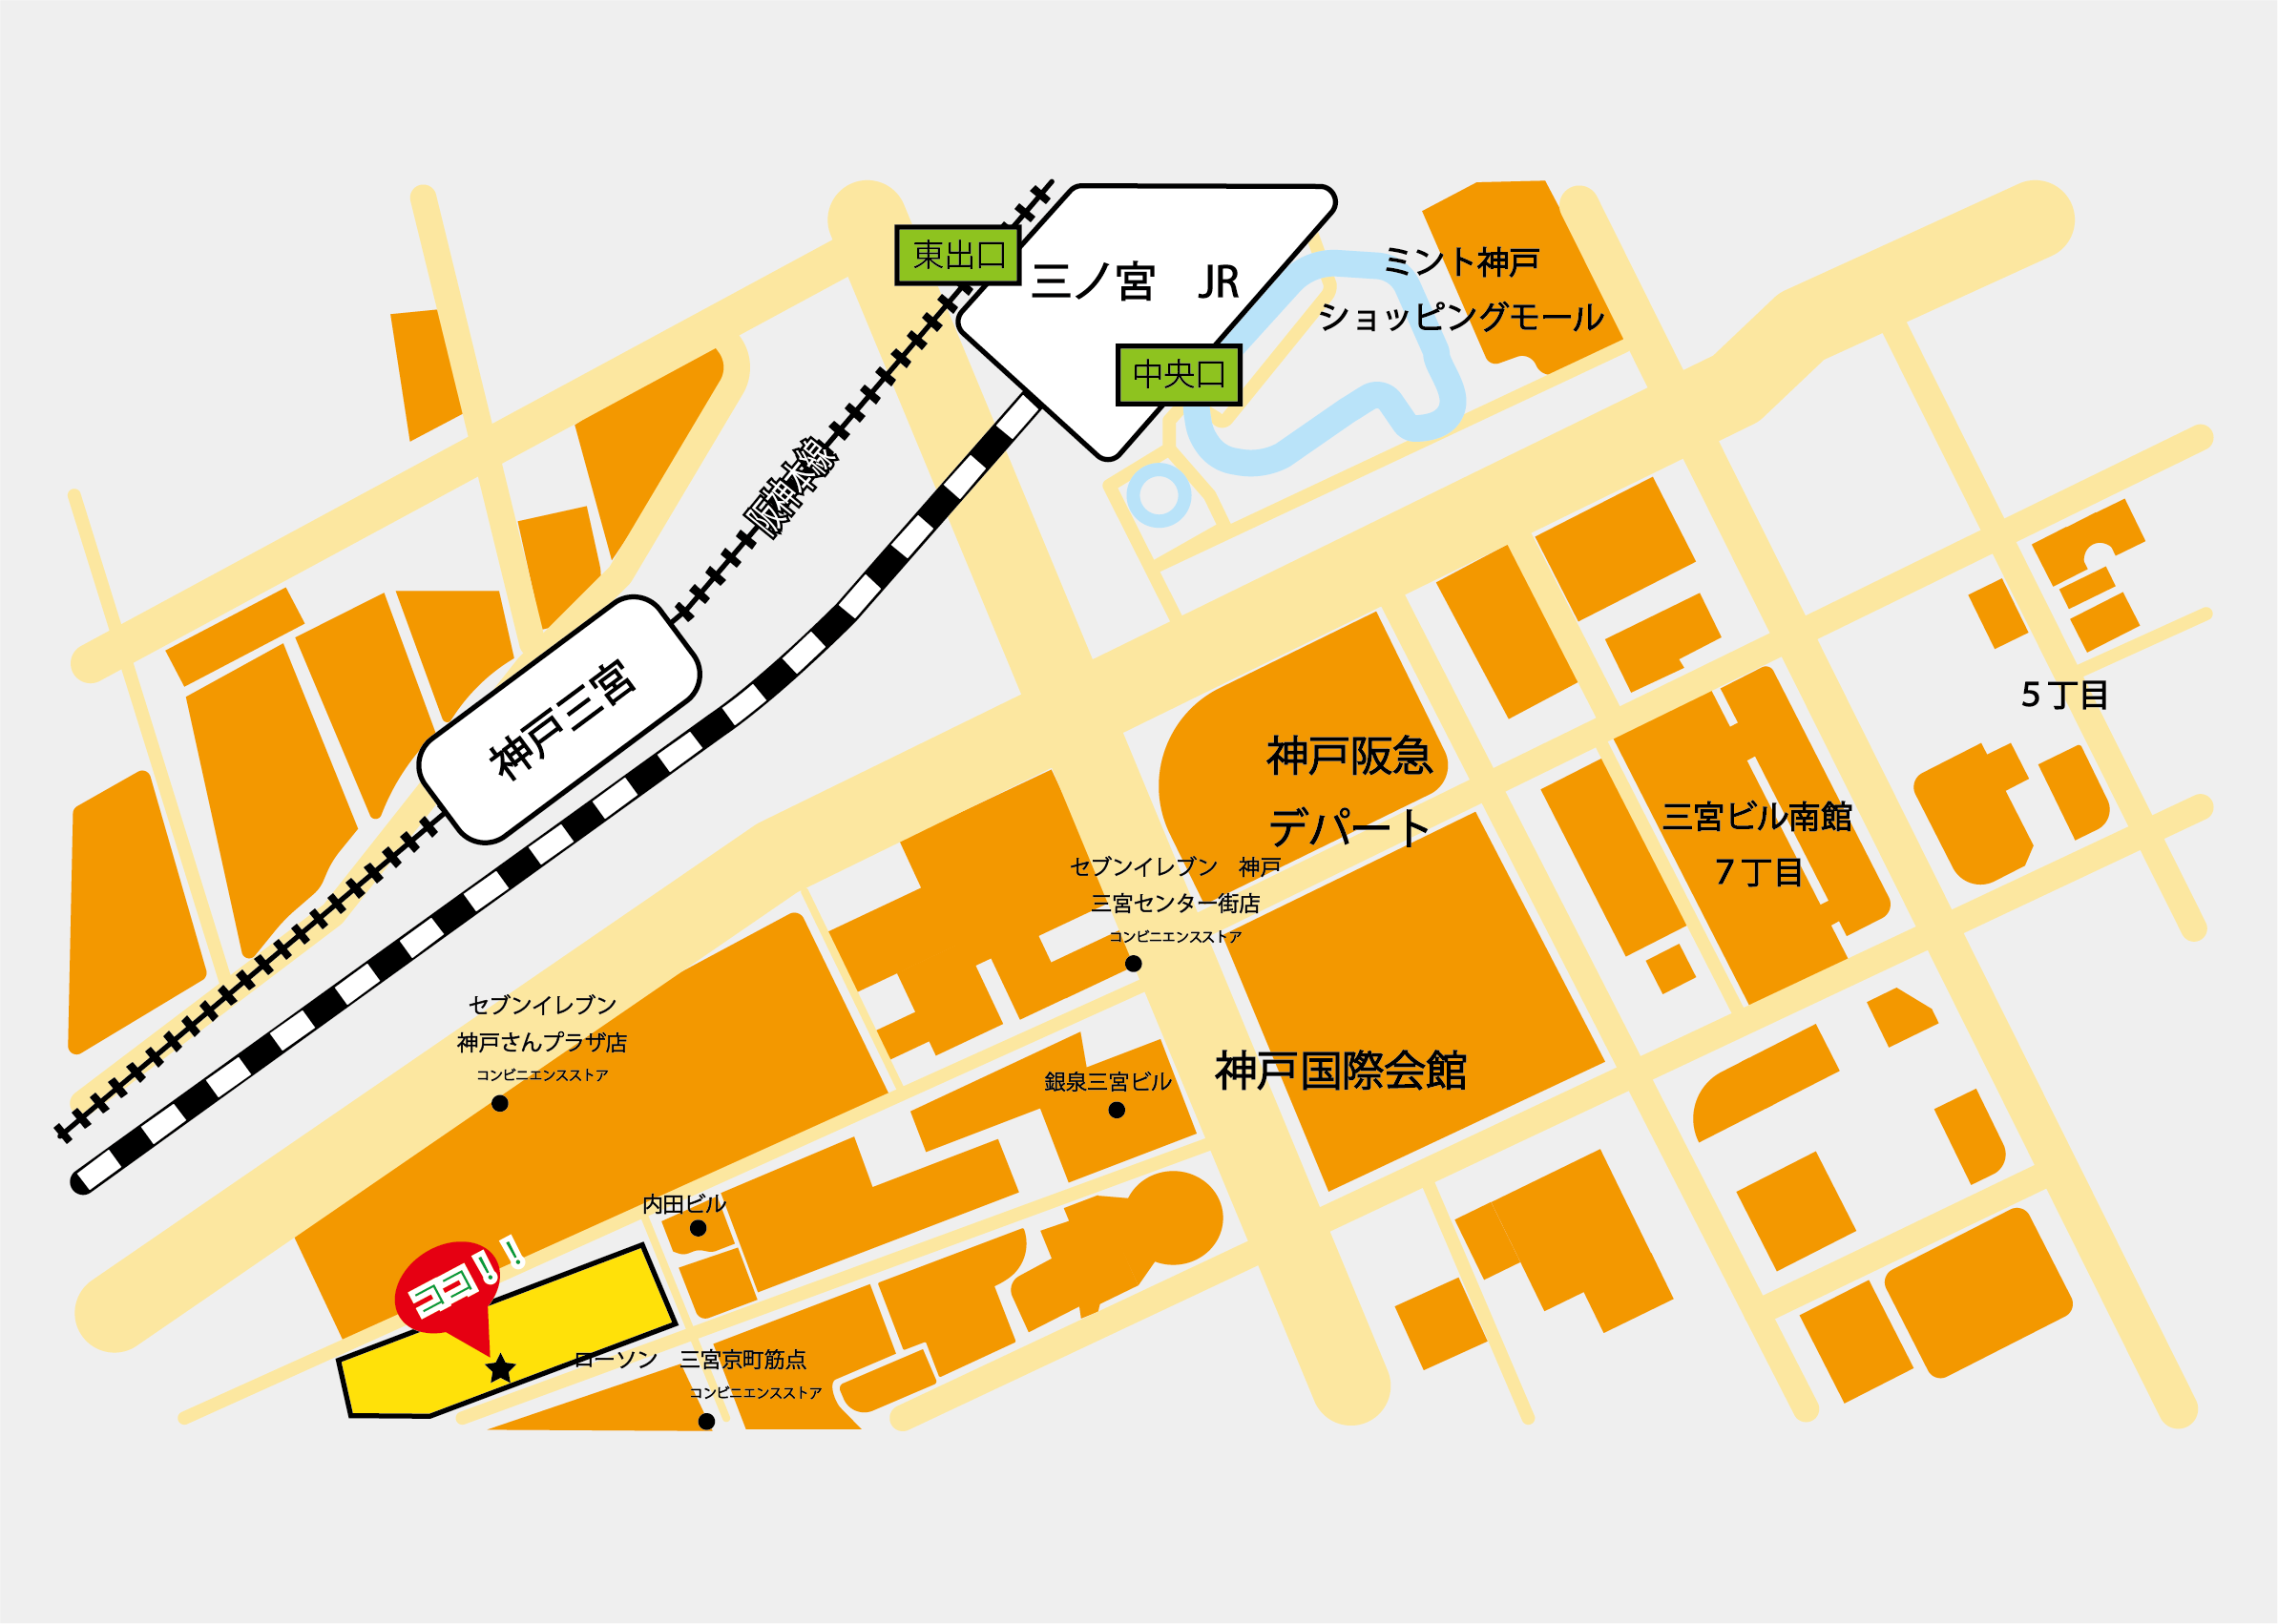 東出口
三ノ宮　JR
ミント神戸
ショッピングモール
中央口
阪神本線
神戸三宮
５丁目
神戸阪急
デパート
三宮ビル南館
７丁目
セブンイレブン　神戸
三宮センター街店
コンビニエンスストア
セブンイレブン
神戸さんプラザ店
コンビニエンスストア
神戸国際会館
銀泉三宮ビル
内田ビル
ココ!!
ローソン　三宮京町筋点
コンビニエンスストア